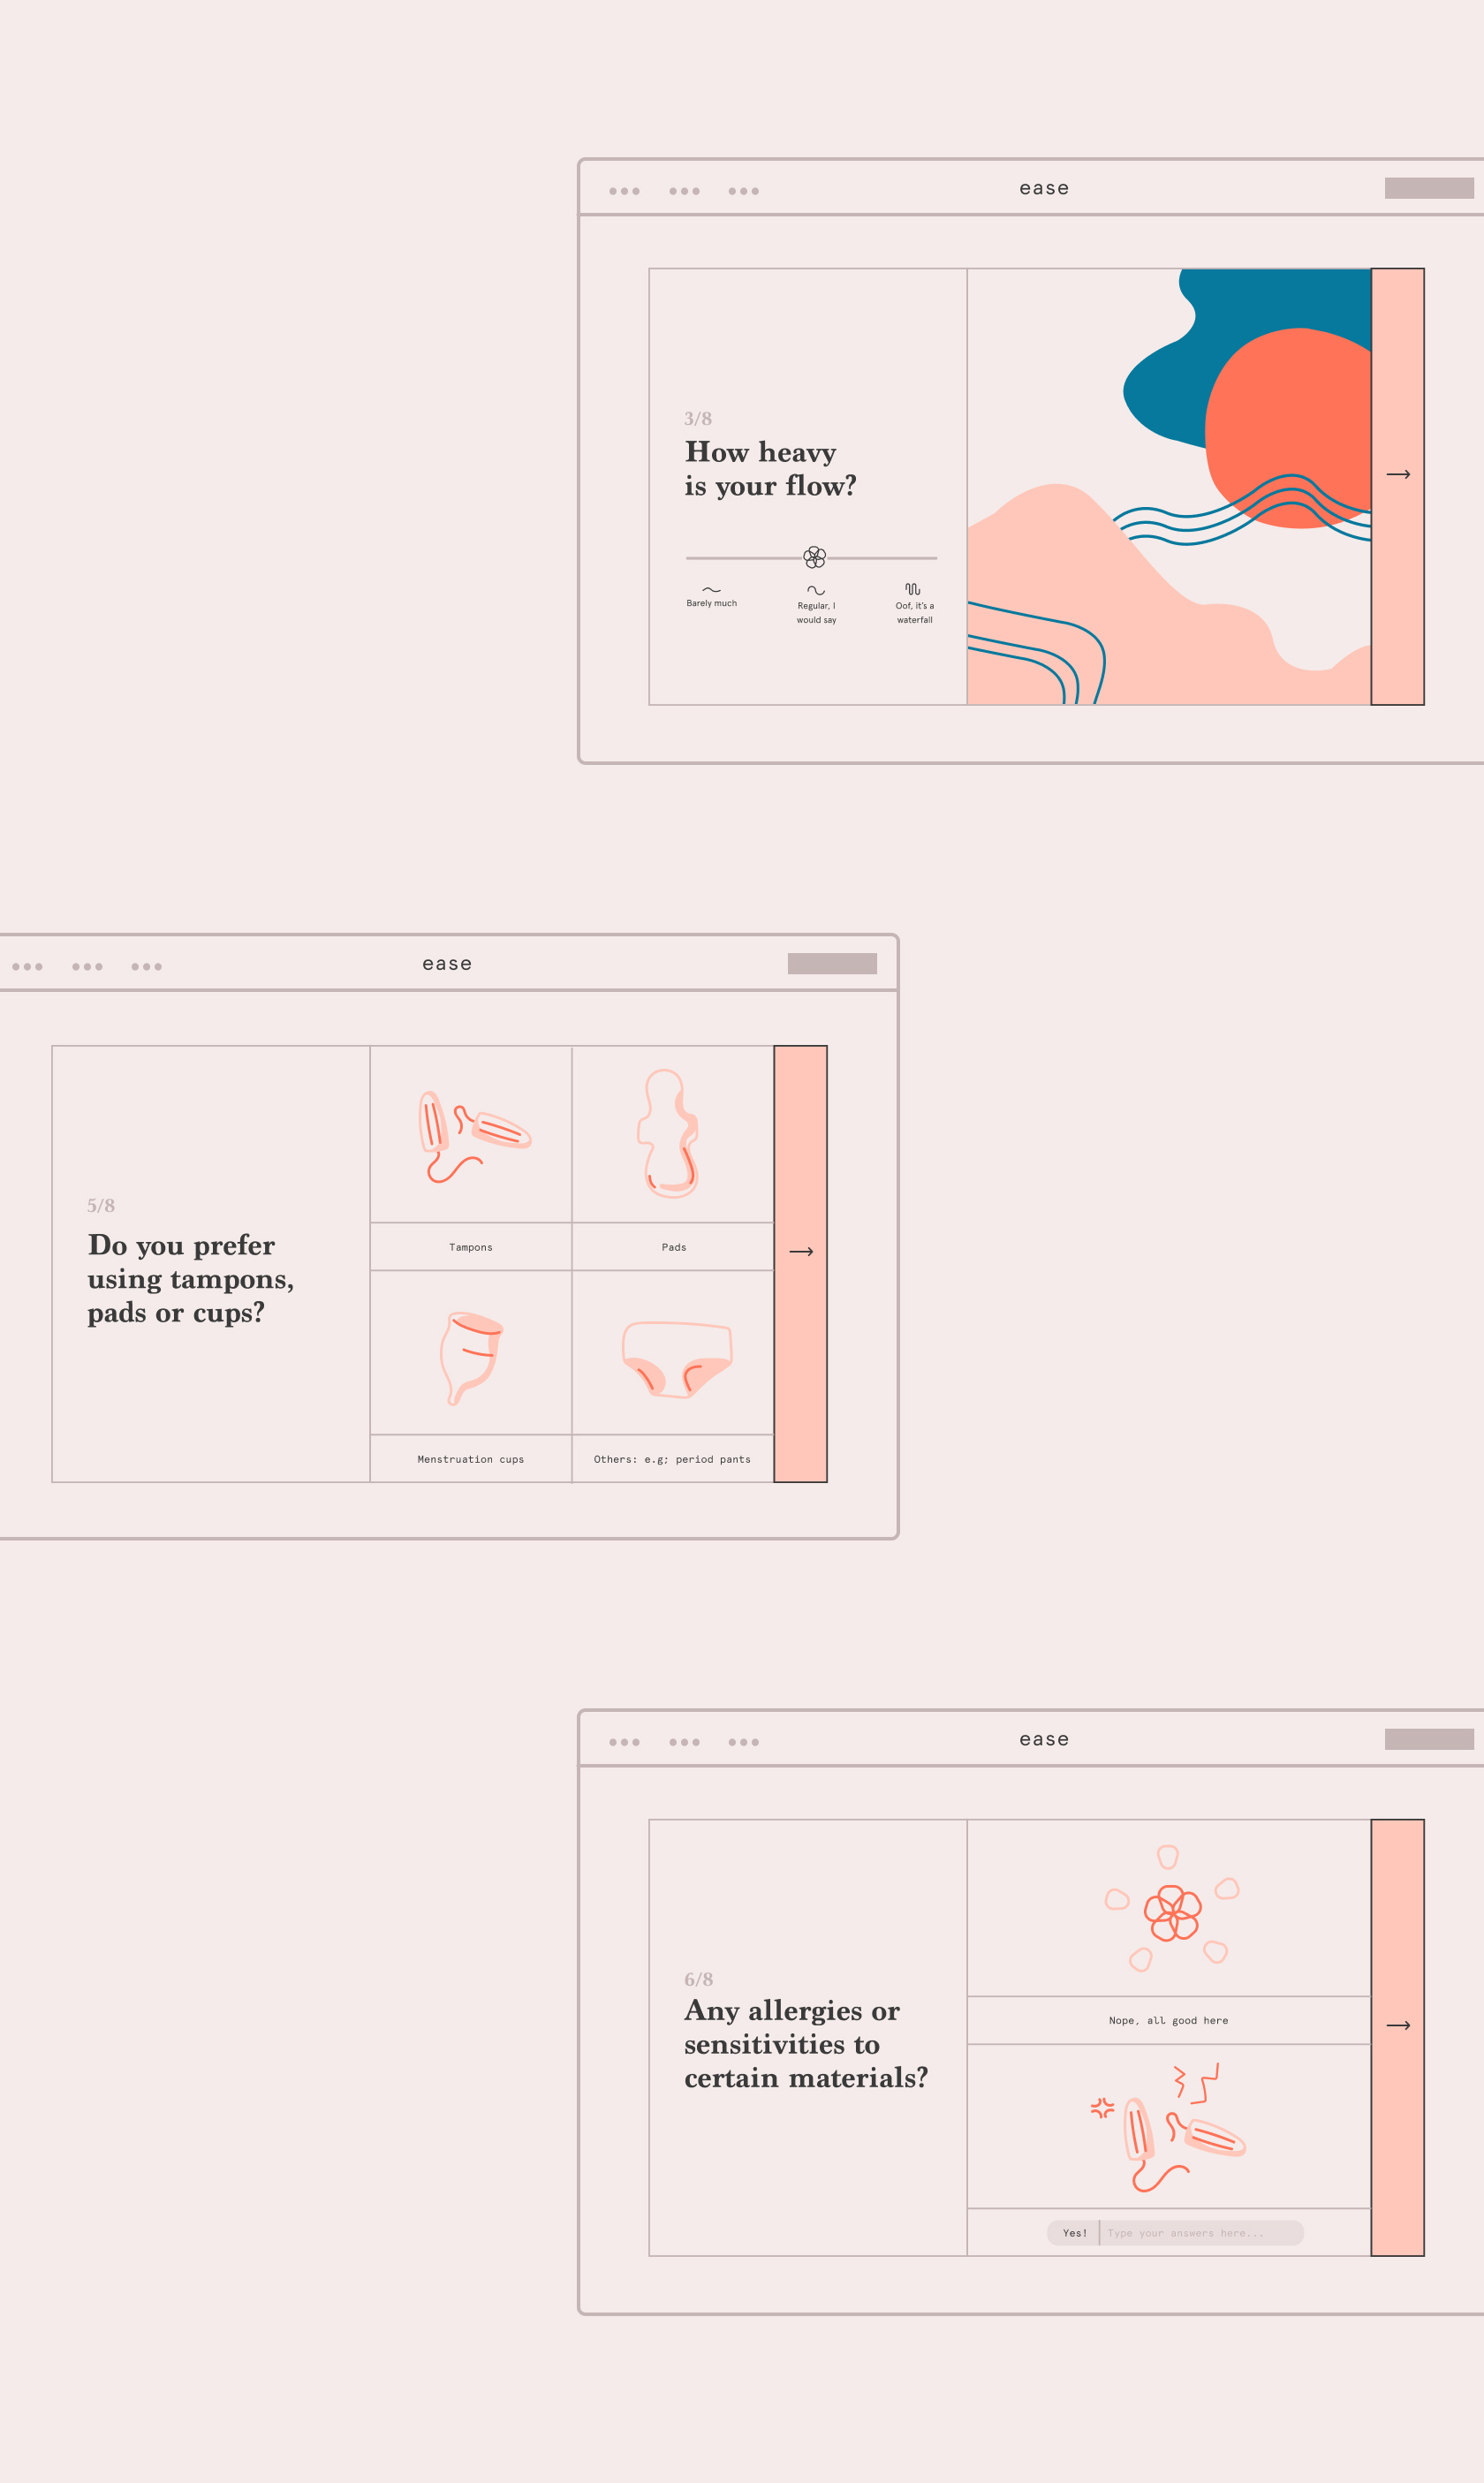 ease
3/8
How heavy
is your flow?
Barely much
Regular, I
would say
Oof, it's a
waterfall
ease
5/8
Do you prefer
using tampons,
pads or cups?
Tampons
Pads
Menstruation cups
Others: e.g; period pants
ease
6/8
Any allergies or
sensitivities to
certain materials?
Nope, all good here
Yes!
Type your answers here...